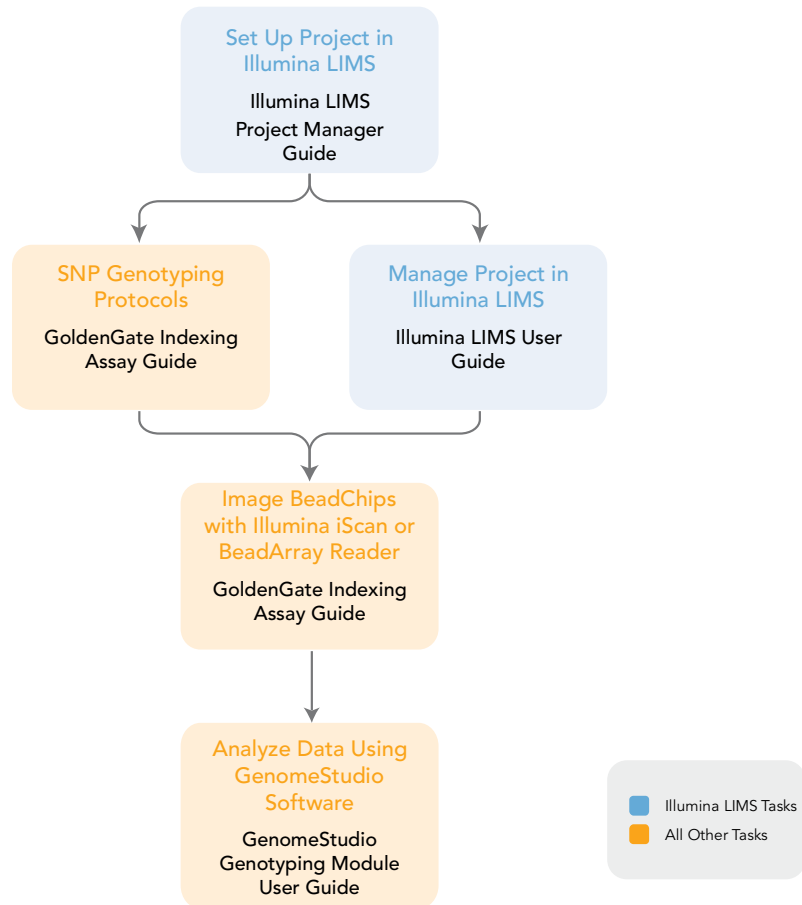 Set Up Project in
Illumina LIMS
Illumina LIMS
Project Manager
Guide
SNP Genotyping
Protocols
GoldenGate Indexing
Assay Guide
Manage Project in
Illumina LIMS
Illumina LIMS User
Guide
Image BeadChips
with Illumina iScan or
BeadArray Reader
GoldenGate Indexing
Assay Guide
Analyze Data Using
GenomeStudio
Software
GenomeStudio
Genotyping Module
User Guide
Illumina LIMS Tasks
All Other Tasks